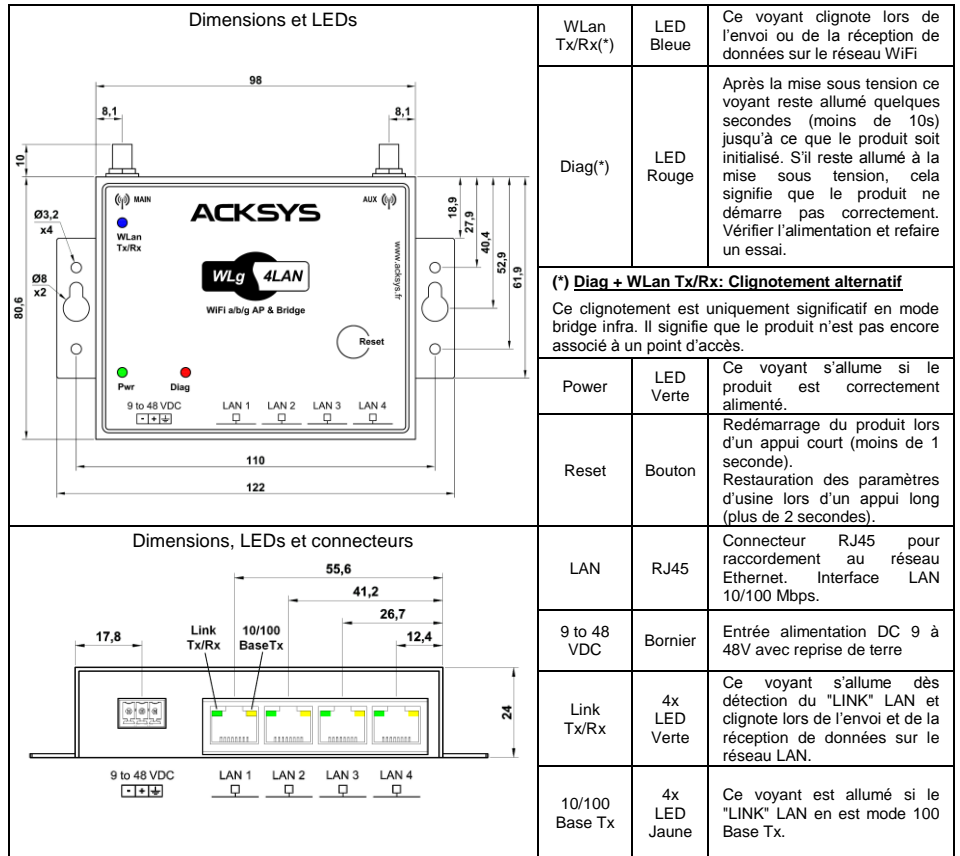 Dimensions et LEDs
98
8,1
8,1
10
MAIN
AUX
ACKSYS
WLan
Tx/Rx
Ø3,2
x4
Ø8
x2
80,6
WLg 4LAN
WiFi a/b/g AP & Bridge
www.acksys.fr
Reset
18,9
27,9
40,4
52,9
61,9
Pwr
Diag
9 to 48 VDC
LAN 1
LAN 2
LAN 3
LAN 4
- +
110
122
WLan
Tx/Rx(*)
LED
Bleue
Ce voyant clignote lors de
l'envoi ou de la réception de
données sur le réseau WiFi
Diag(*)
LED
Rouge
Après la mise sous tension ce
voyant reste allumé quelques
secondes (moins de 10s)
jusqu'à ce que le produit soit
initialisé. S'il reste allumé à la
mise sous tension, cela
signifie que le produit ne
démarre pas correctement.
Vérifier l'alimentation et refaire
un essai.
(*) Diag + WLan Tx/Rx: Clignotement alternatif
Ce clignotement est uniquement significatif en mode
bridge infra. Il signifie que le produit n'est pas encore
associé à un point d'accès.
Power
LED
Verte
Ce voyant s'allume si le
produit est correctement
alimenté.
Reset
Bouton
Redémarrage du produit lors
d'un appui court (moins de 1
seconde).
Restauration des paramètres
d'usine lors d'un appui long
(plus de 2 secondes).
Dimensions, LEDs et connecteurs
55,6
41,2
26,7
12,4
17,8
Link
Tx/Rx
10/100
BaseTx
24
9 to 48 VDC
LAN 1
LAN 2
LAN 3
LAN 4
- +
LAN
RJ45
Connecteur RJ45 pour
raccordement au réseau
Ethernet. Interface LAN
10/100 Mbps.
9 to 48
VDC
Bornier
Entrée alimentation DC 9 à
48V avec reprise de terre
Link
Tx/Rx
4x
LED
Verte
Ce voyant s'allume dès
détection du "LINK" LAN et
clignote lors de l'envoi et de la
réception de données sur le
réseau LAN.
10/100
Base Tx
4x
LED
Jaune
Ce voyant est allumé si le
"LINK" LAN en est mode 100
Base Tx.